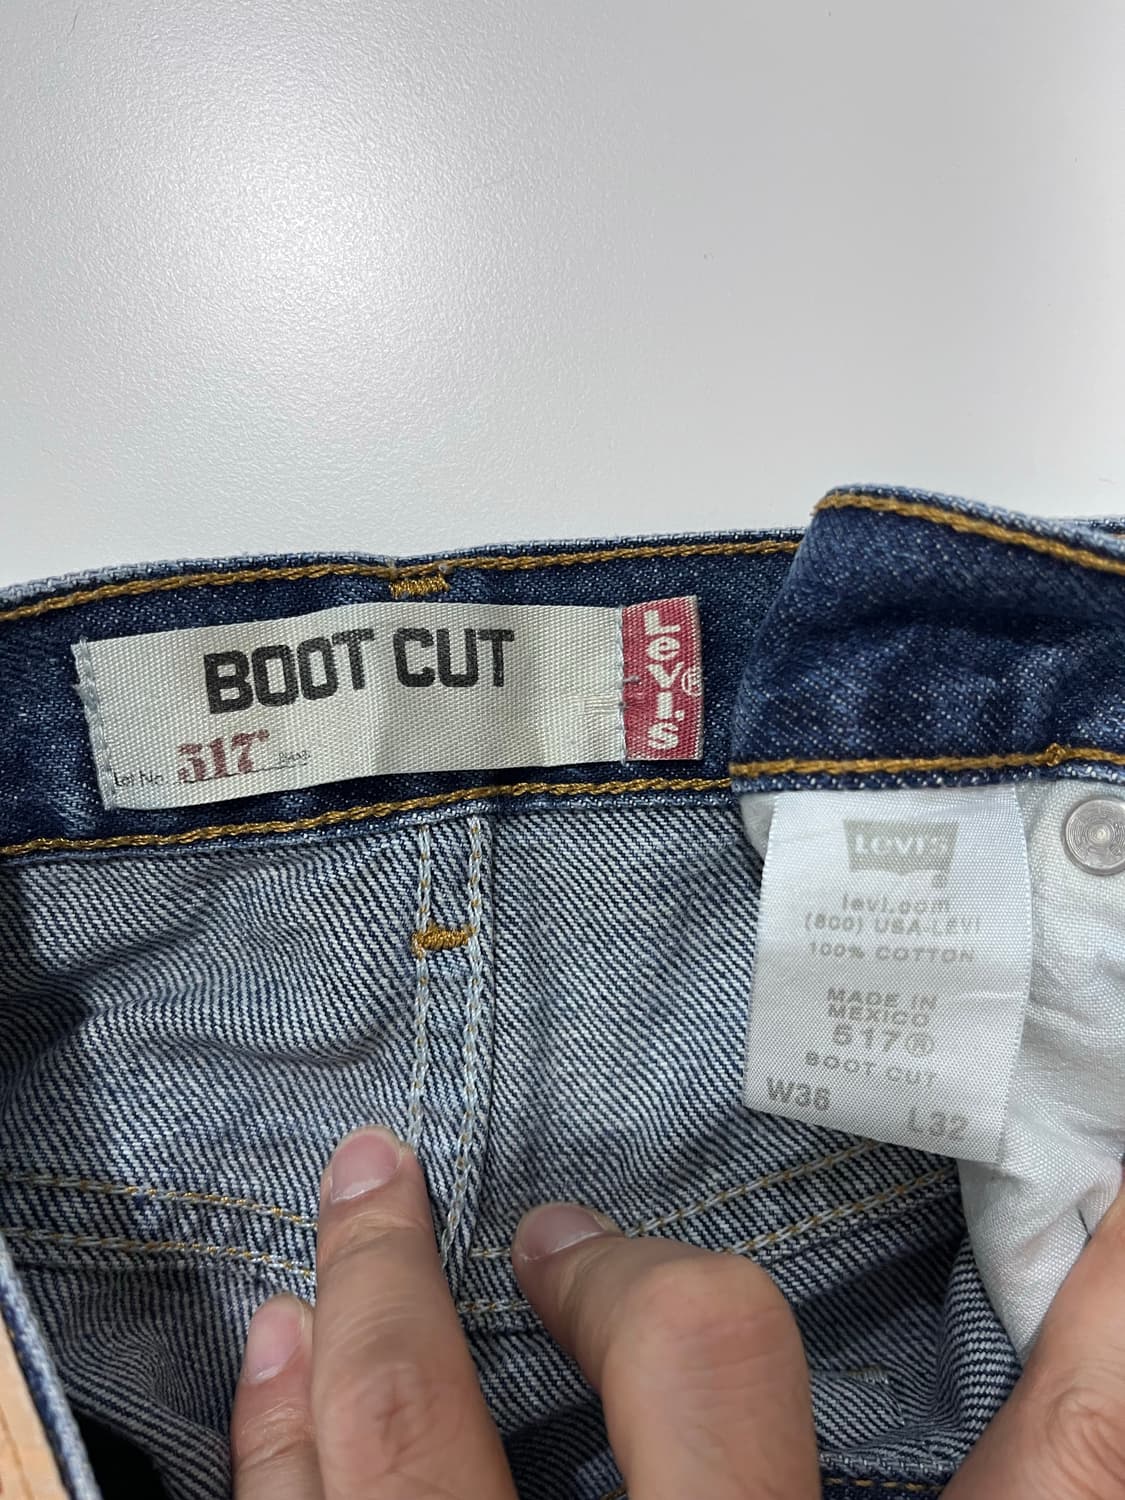 BOOT CUT
Lot No. 517®
LEVI'S®
LEVI'S
®
levi.com
(800) USA-LEVI
100% COTTON
MADE IN
MEXICO
517®
BOOT CUT
W36 L32